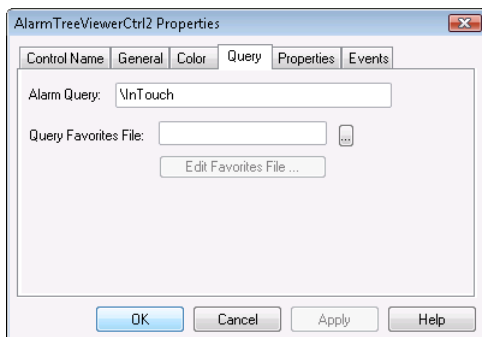 AlarmTreeViewerCtrl2 Properties
Control Name General Color Query Properties Events
Alarm Query: \InTouch
Query Favorites File: ...
Edit Favorites File ...
OK Cancel Apply Help